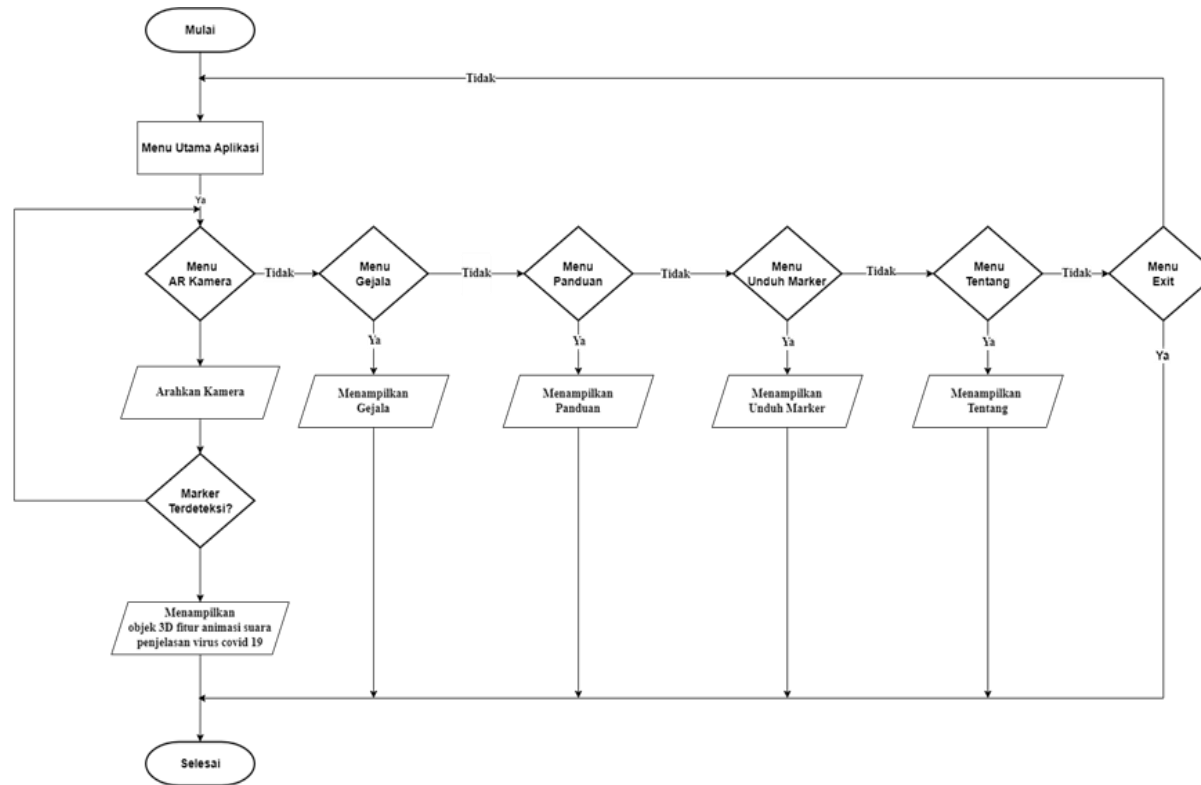 Mulai
Tidak
Menu Utama Aplikasi
Ya
Menu
AR Kamera
Tidak
Menu
Gejala
Tidak
Menu
Panduan
Tidak
Menu
Unduh Marker
Tidak
Menu
Tentang
Tidak
Menu
Exit
Ya
Ya
Ya
Ya
Ya
Arahkan Kamera
Menampilkan
Gejala
Menampilkan
Panduan
Menampilkan
Unduh Marker
Menampilkan
Tentang
Marker
Terdeteksi?
Menampilkan
objek 3D fitur animasi suara
penjelasan virus covid 19
Selesai